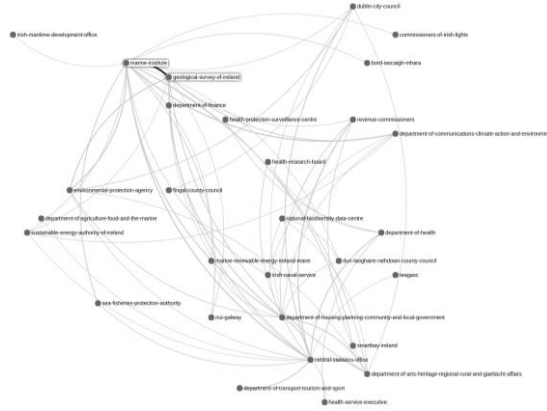 dublin-city-council
irish-maritime-development-office
commissioners-of-irish-lights
marine-institute
bord-iascaigh-mhara
geological-survey-of-ireland
department-of-finance
health-protection-surveillance-centre
revenue-commissioners
department-of-communications-climate-action-and-environme
health-research-board
environmental-protection-agency
fingal-county-council
department-of-agriculture-food-and-the-marine
national-biodiversity-data-centre
sustainable-energy-authority-of-ireland
department-of-health
marine-renewable-energy-ireland-marei
dun-laoghaire-rathdown-county-council
irish-naval-service
teagasc
sea-fisheries-protection-authority
nui-galway
department-of-housing-planning-community-and-local-government
smartbay-ireland
central-statistics-office
department-of-arts-heritage-regional-rural-and-gaeltacht-affairs
department-of-transport-tourism-and-sport
health-service-executive